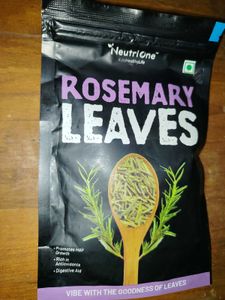 NeutriOne
ROSEMARY
LEAVES
• Promotes Hair
Growth
• Rich in
Antioxidants
• Digestive Aid
VIBE WITH THE GOODNESS OF LEAVES